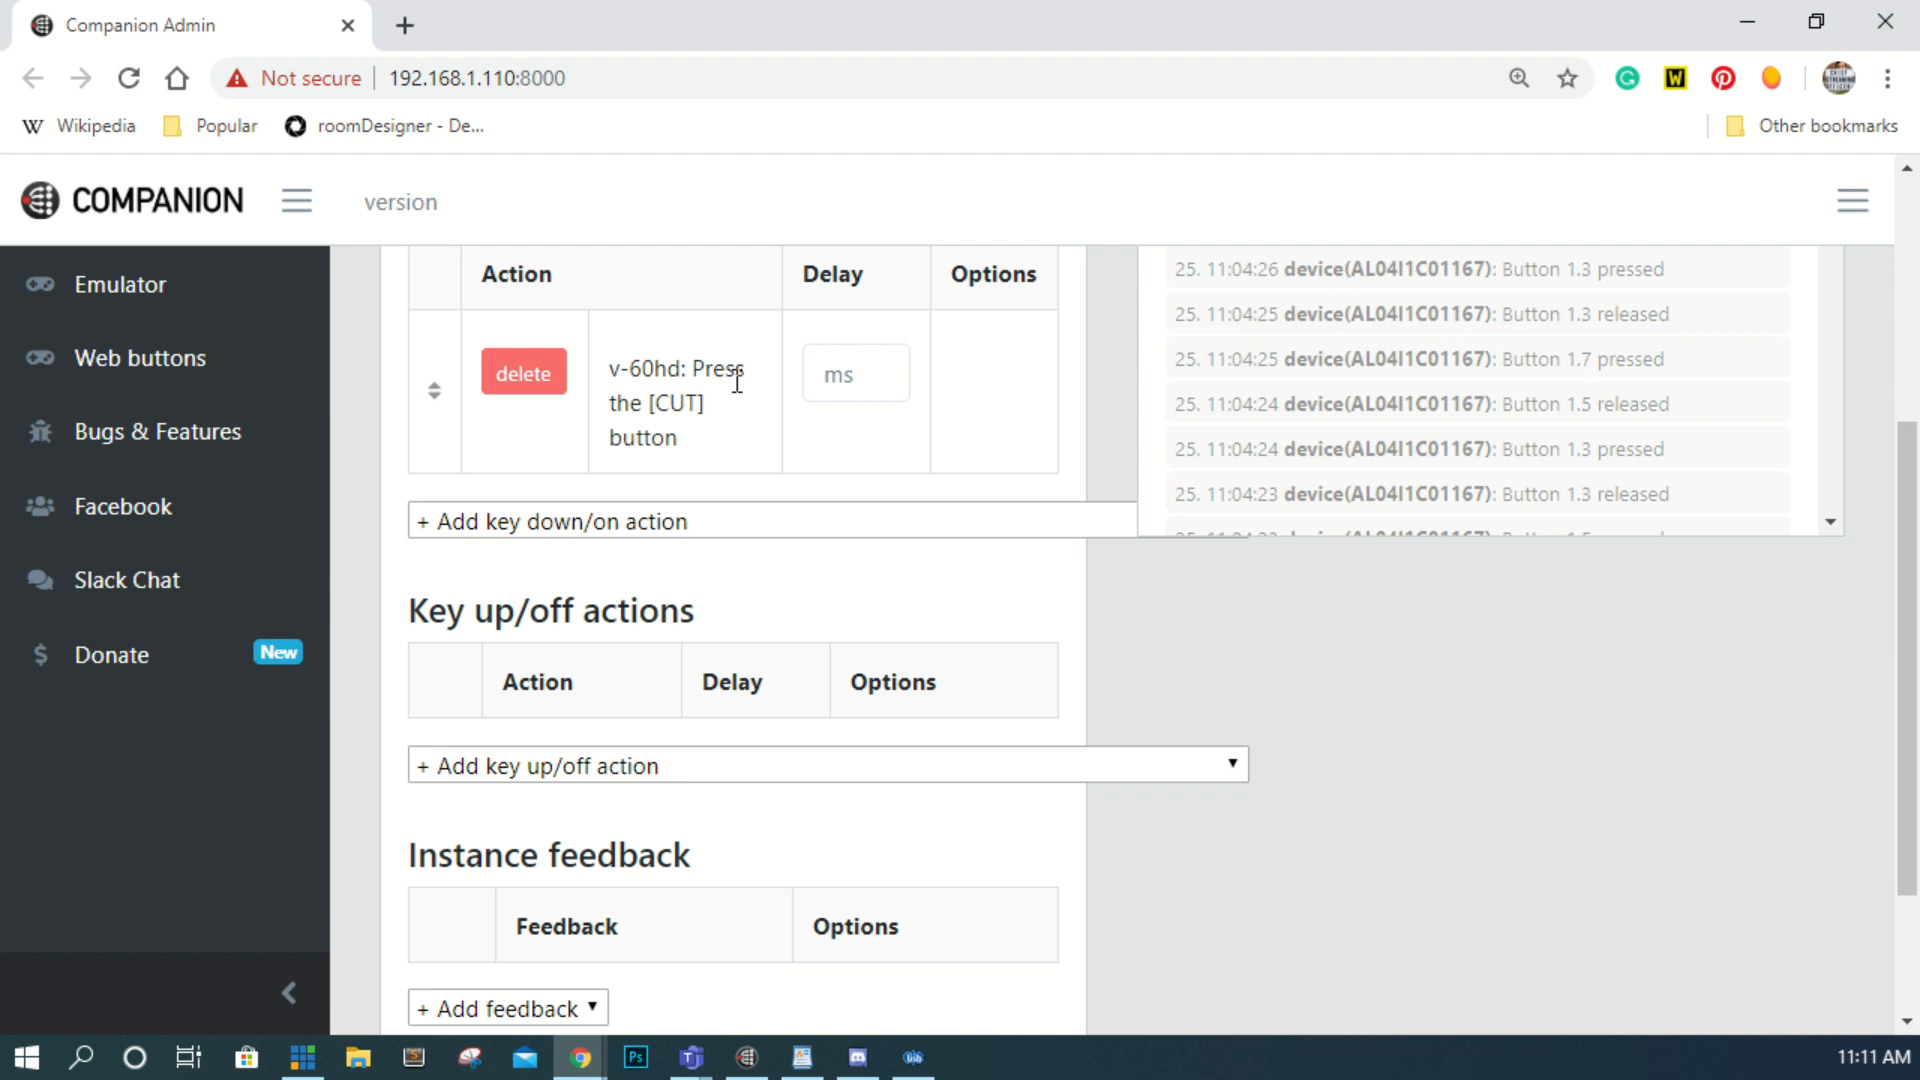 Companion Admin
Not secure
192.168.1.110:8000
W Wikipedia
Popular
roomDesigner - De...
Other bookmarks
COMPANION
version
Emulator
Web buttons
Bugs & Features
Facebook
Slack Chat
Donate
New
Action
Delay
Options
delete
v-60hd: Press
the [CUT]
button
ms
+ Add key down/on action
Key up/off actions
Action
Delay
Options
+ Add key up/off action
Instance feedback
Feedback
Options
+ Add feedback
25. 11:04:26 device(AL04I1C01167): Button 1.3 pressed
25. 11:04:25 device(AL04I1C01167): Button 1.3 released
25. 11:04:25 device(AL04I1C01167): Button 1.7 pressed
25. 11:04:24 device(AL04I1C01167): Button 1.5 released
25. 11:04:24 device(AL04I1C01167): Button 1.3 pressed
25. 11:04:23 device(AL04I1C01167): Button 1.3 released
Ps
11:11 AM